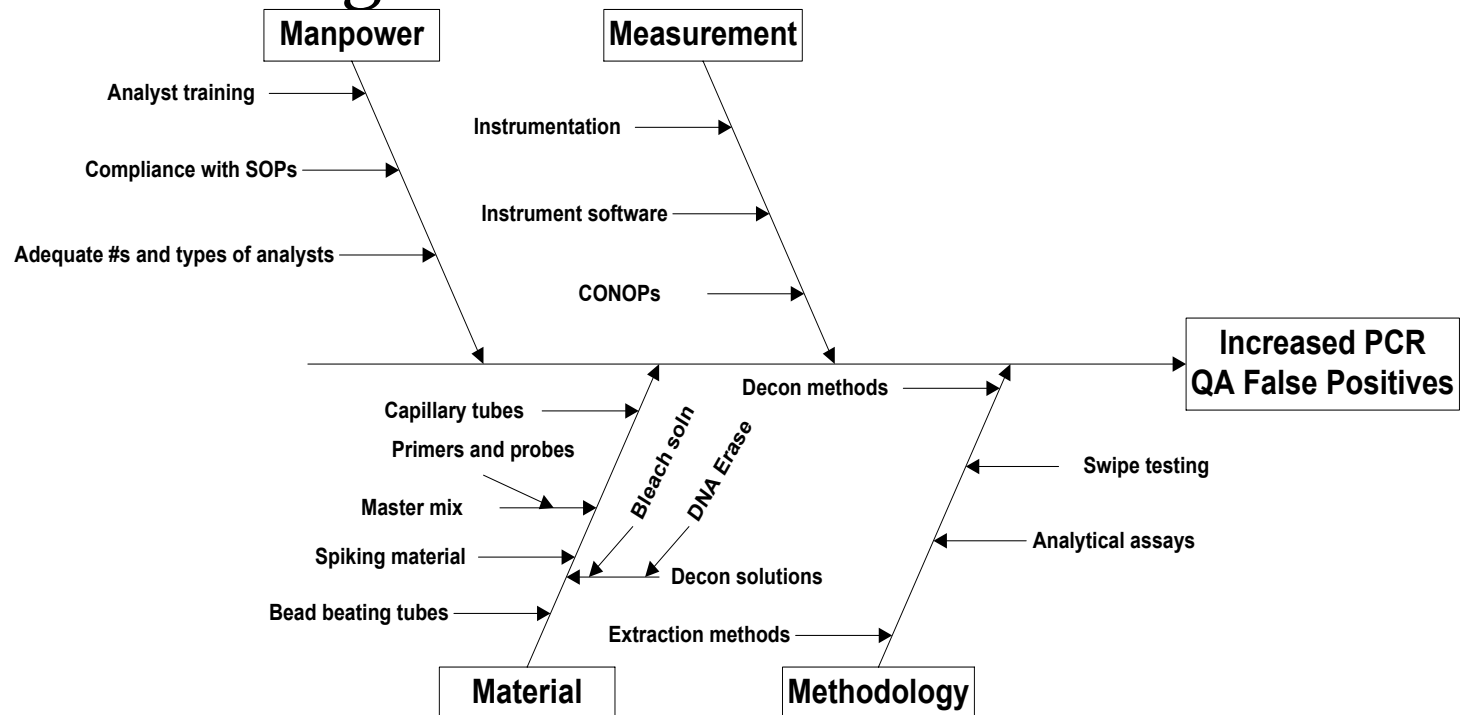 Manpower
Measurement
Analyst training
Instrumentation
Compliance with SOPs
Instrument software
Adequate #s and types of analysts
CONOPs
Increased PCR
QA False Positives
Decon methods
Capillary tubes
Primers and probes
Bleach soln
DNA Erase
Swipe testing
Master mix
Analytical assays
Spiking material
Decon solutions
Bead beating tubes
Extraction methods
Material
Methodology